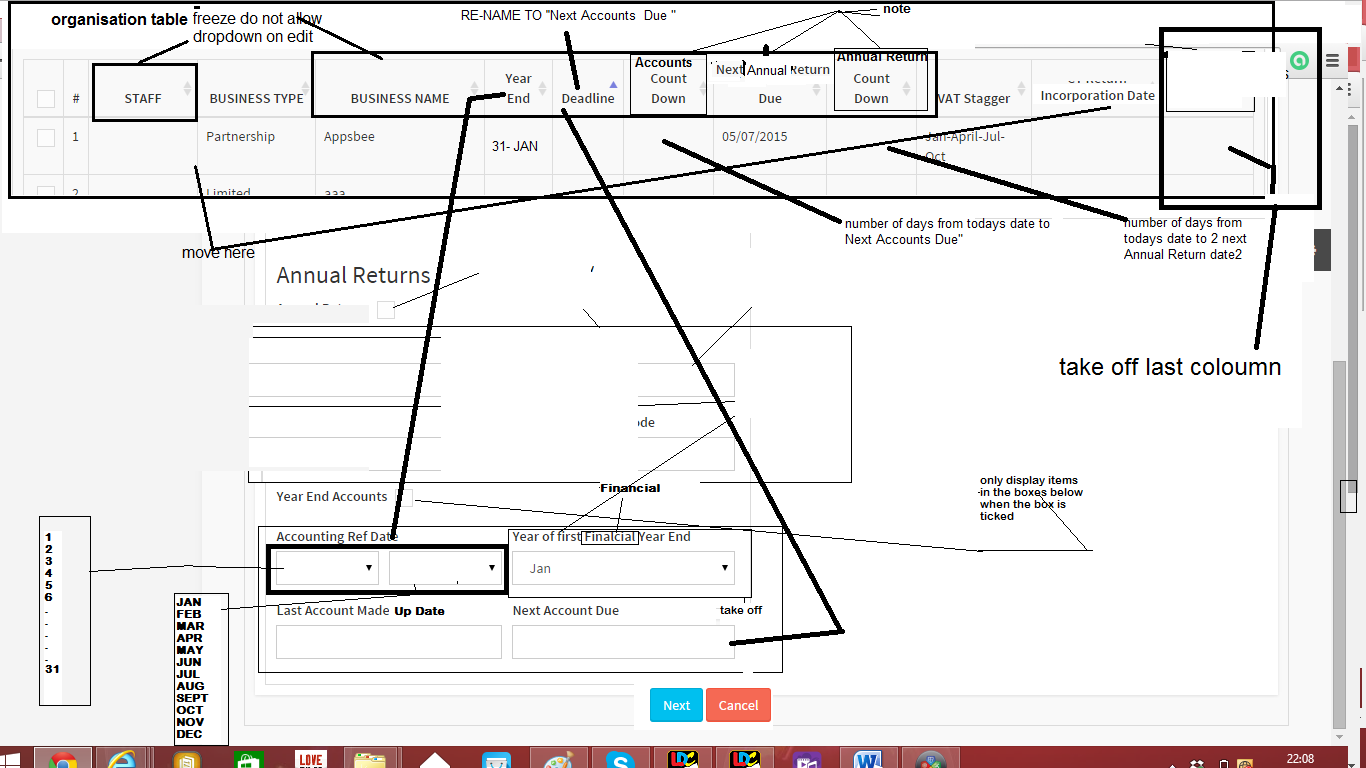 organisation table
freeze do not allow
dropdown on edit
RE-NAME TO "Next Accounts Due "
note
#
STAFF
BUSINESS TYPE
BUSINESS NAME
Year
End
Deadline
Accounts
Count
Down
Next Annual Return
Due
Annual Return
Count
Down
VAT Stagger
Incorporation Date
1
Partnership
Appsbee
31- JAN
05/07/2015
Jan-April-Jul-
Oct
2
Limited
aaa
move here
number of days from todays date to
Next Accounts Due"
number of days from
todays date to 2 next
Annual Return date2
take off last coloumn
Annual Returns
ode
Year End Accounts
Financial
only display items
in the boxes below
when the box is
ticked
Accounting Ref Date
Year of first Finalcial Year End
Jan
Last Account Made Up Date
Next Account Due
take off
1
2
3
4
5
6
-
-
-
-
-
31
JAN
FEB
MAR
APR
MAY
JUN
JUL
AUG
SEPT
OCT
NOV
DEC
Next
Cancel
LOVE
22:08